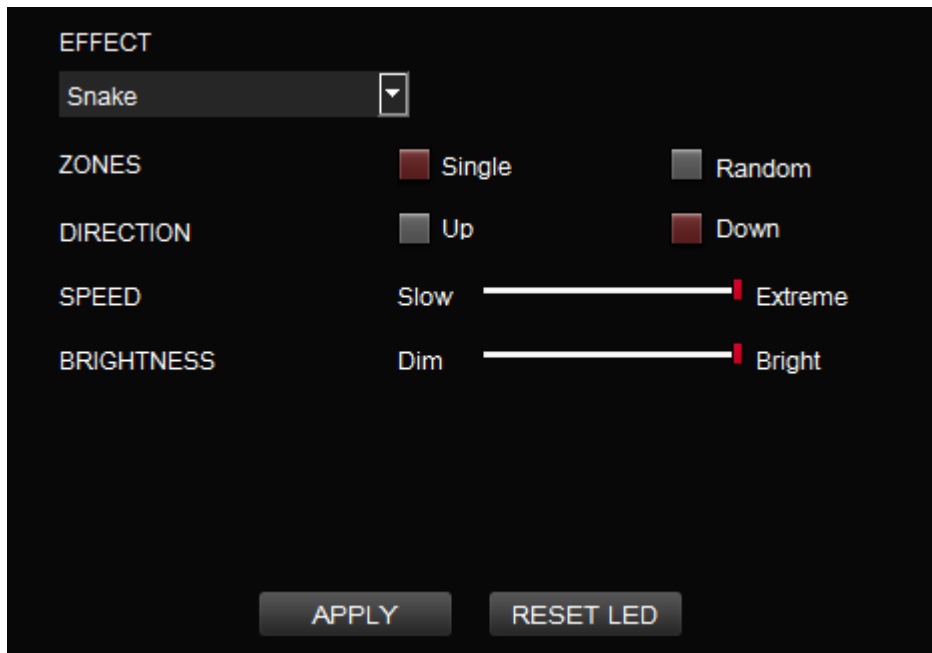 EFFECT
Snake
ZONES Single Random
DIRECTION Up Down
SPEED Slow Extreme
BRIGHTNESS Dim Bright
APPLY RESET LED